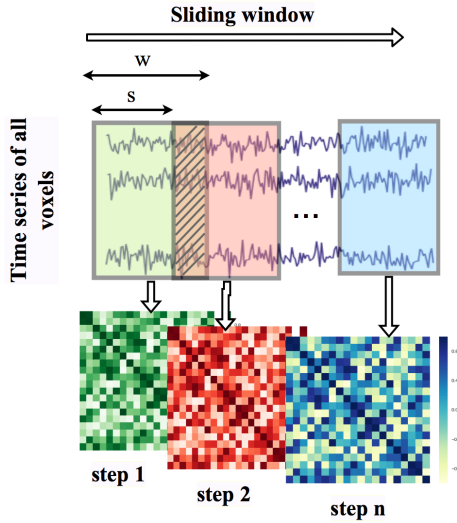 Sliding window
w
s
Time series of all
voxels
...
step 1
step 2
step n